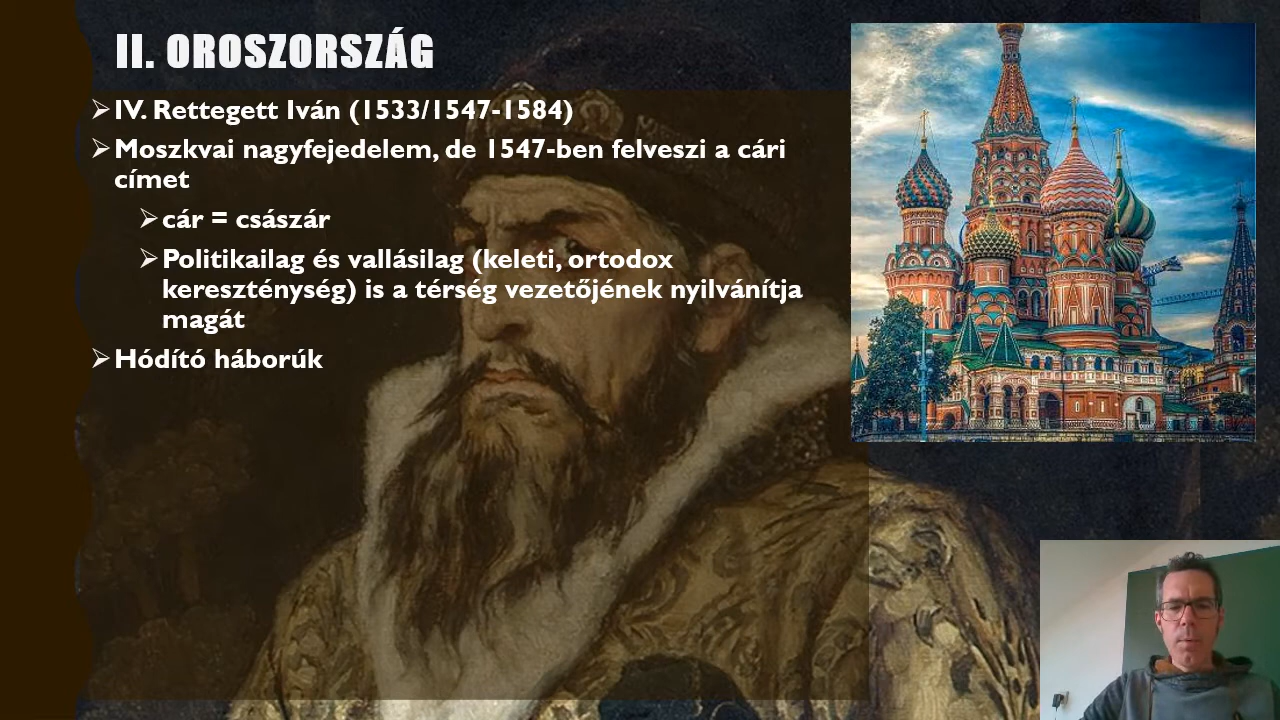 II. OROSZORSZÁG
IV. Rettegett Iván (1533/1547-1584)
Moszkvai nagyfejedelem, de 1547-ben felveszi a cári
címet
cár = császár
Politikailag és vallásilag (keleti, ortodox
kereszténység) is a térség vezetőjének nyilvánítja
magát
Hódító háborúk